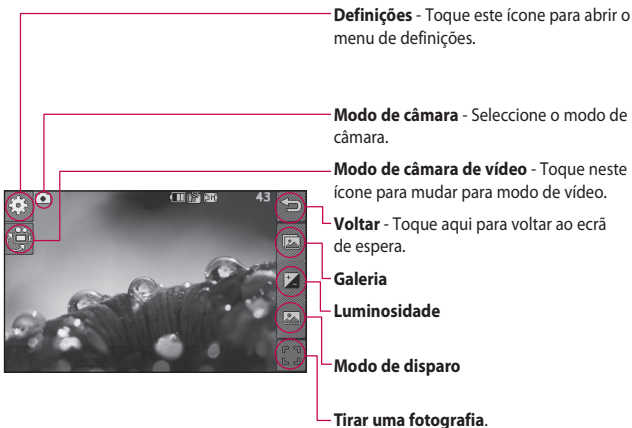 Definições - Toque este ícone para abrir o
menu de definições.
Modo de câmara - Seleccione o modo de
câmara.
Modo de câmara de vídeo - Toque neste
ícone para mudar para modo de vídeo.
43
Voltar - Toque aqui para voltar ao ecrã
de espera.
Galeria
Luminosidade
Modo de disparo
Tirar uma fotografia.